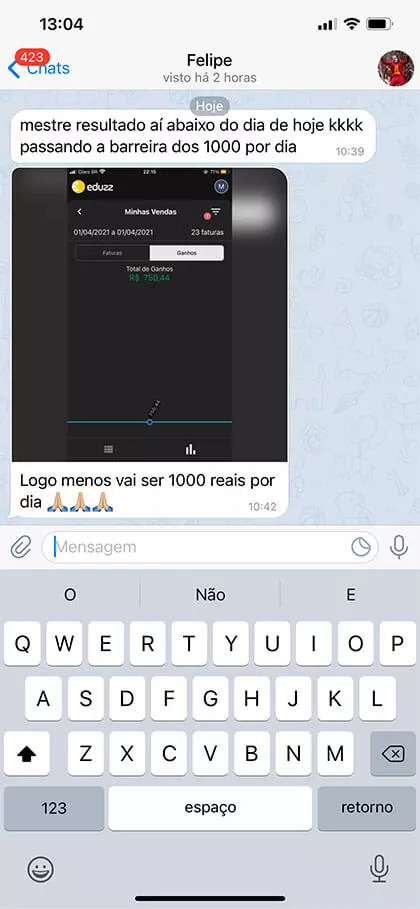 13:04
423
Chats
Felipe
visto há 2 horas
Hoje
mestre resultado aí abaixo do dia de hoje kkkk
passando a barreira dos 1000 por dia
10:39
Claro BR
22:15
71%
eduzz
M
Minhas Vendas
01/04/2021 a 01/04/2021
23 faturas
Faturas
Ganhos
Total de Ganhos
R$ 750,44
750,44
Logo menos vai ser 1000 reais por
dia 🙏🏼🙏🏼🙏🏼
10:42
Mensagem
O
Não
E
Q W E R T Y U I O P
A S D F G H J K L
Z X C V B N M
123
espaço
retorno